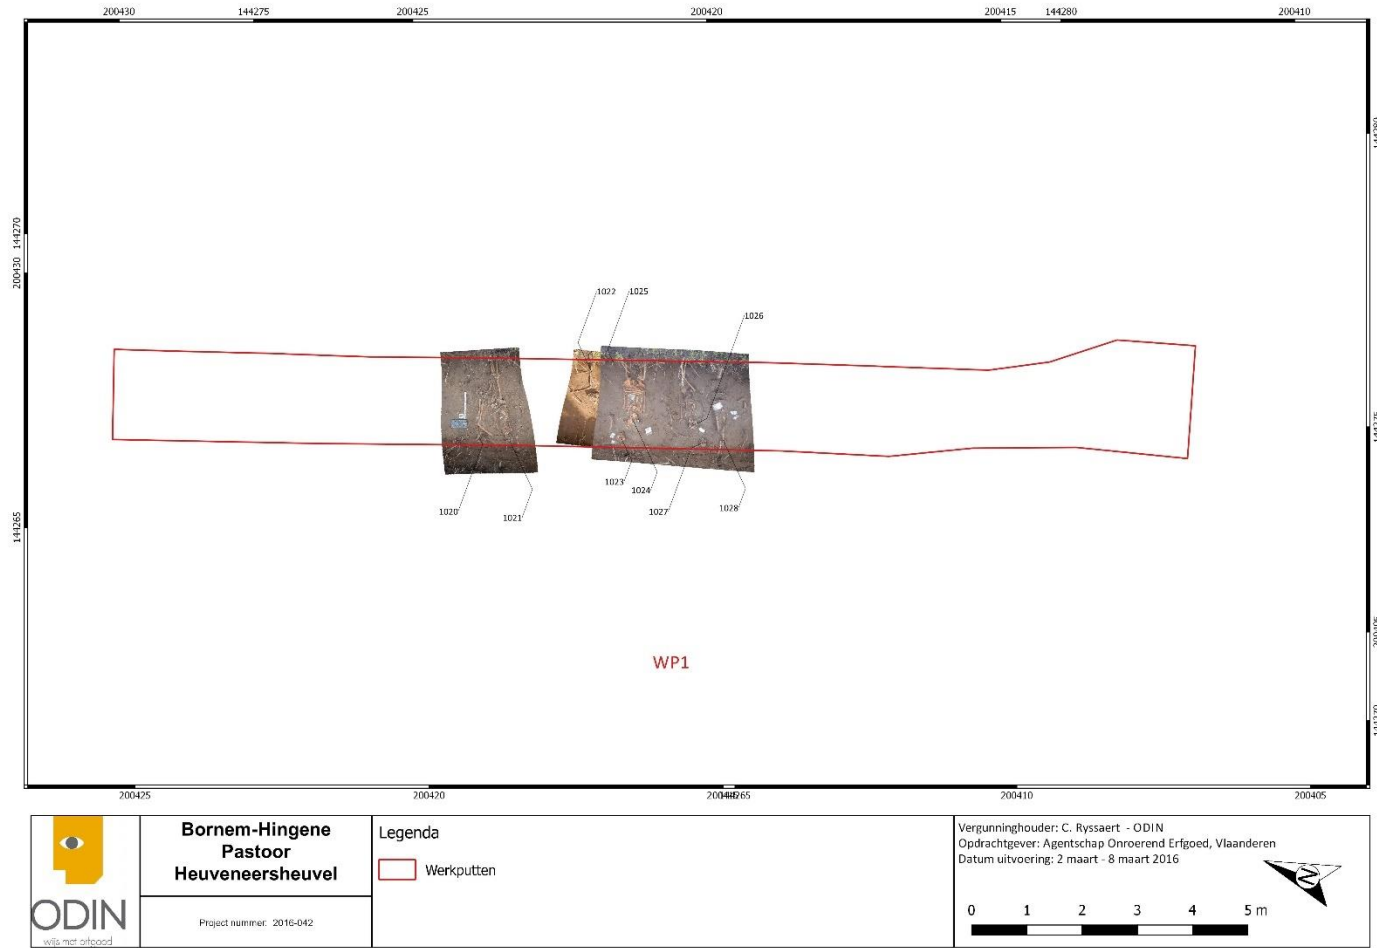 200430 144275 200425 200420 200415 144280 200410
144280
144270
200430
1022 1025
1026
144275
1023
1024
1020 1021 1027 1028
144265
WP1
144270
200425 200420 200410 200405
Bornem-Hingene
Pastoor
Heuveneersheuvel
Project nummer: 2016-042
ODIN
wijs met erfgoed
Legenda
Werkputten
Vergunninghouder: C. Ryssaert - ODIN
Opdrachtgever: Agentschap Onroerend Erfgoed, Vlaanderen
Datum uitvoering: 2 maart - 8 maart 2016
N
0 1 2 3 4 5 m